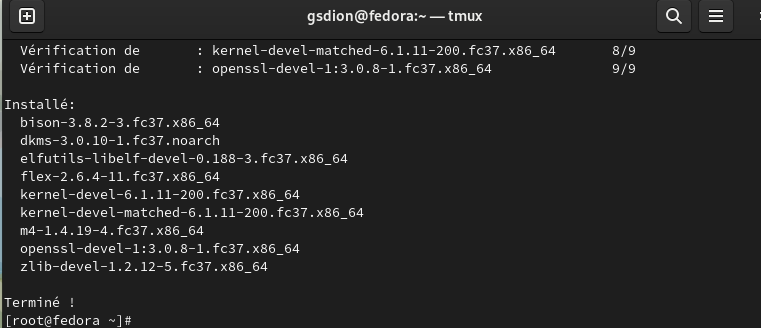 gsdion@fedora:~ — tmux
Vérification de : kernel-devel-matched-6.1.11-200.fc37.x86_64 8/9
Vérification de : openssl-devel-1:3.0.8-1.fc37.x86_64 9/9
Installé:
bison-3.8.2-3.fc37.x86_64
dkms-3.0.10-1.fc37.noarch
elfutils-libelf-devel-0.188-3.fc37.x86_64
flex-2.6.4-11.fc37.x86_64
kernel-devel-6.1.11-200.fc37.x86_64
kernel-devel-matched-6.1.11-200.fc37.x86_64
m4-1.4.19-4.fc37.x86_64
openssl-devel-1:3.0.8-1.fc37.x86_64
zlib-devel-1.2.12-5.fc37.x86_64
Terminé !
[root@fedora ~]#